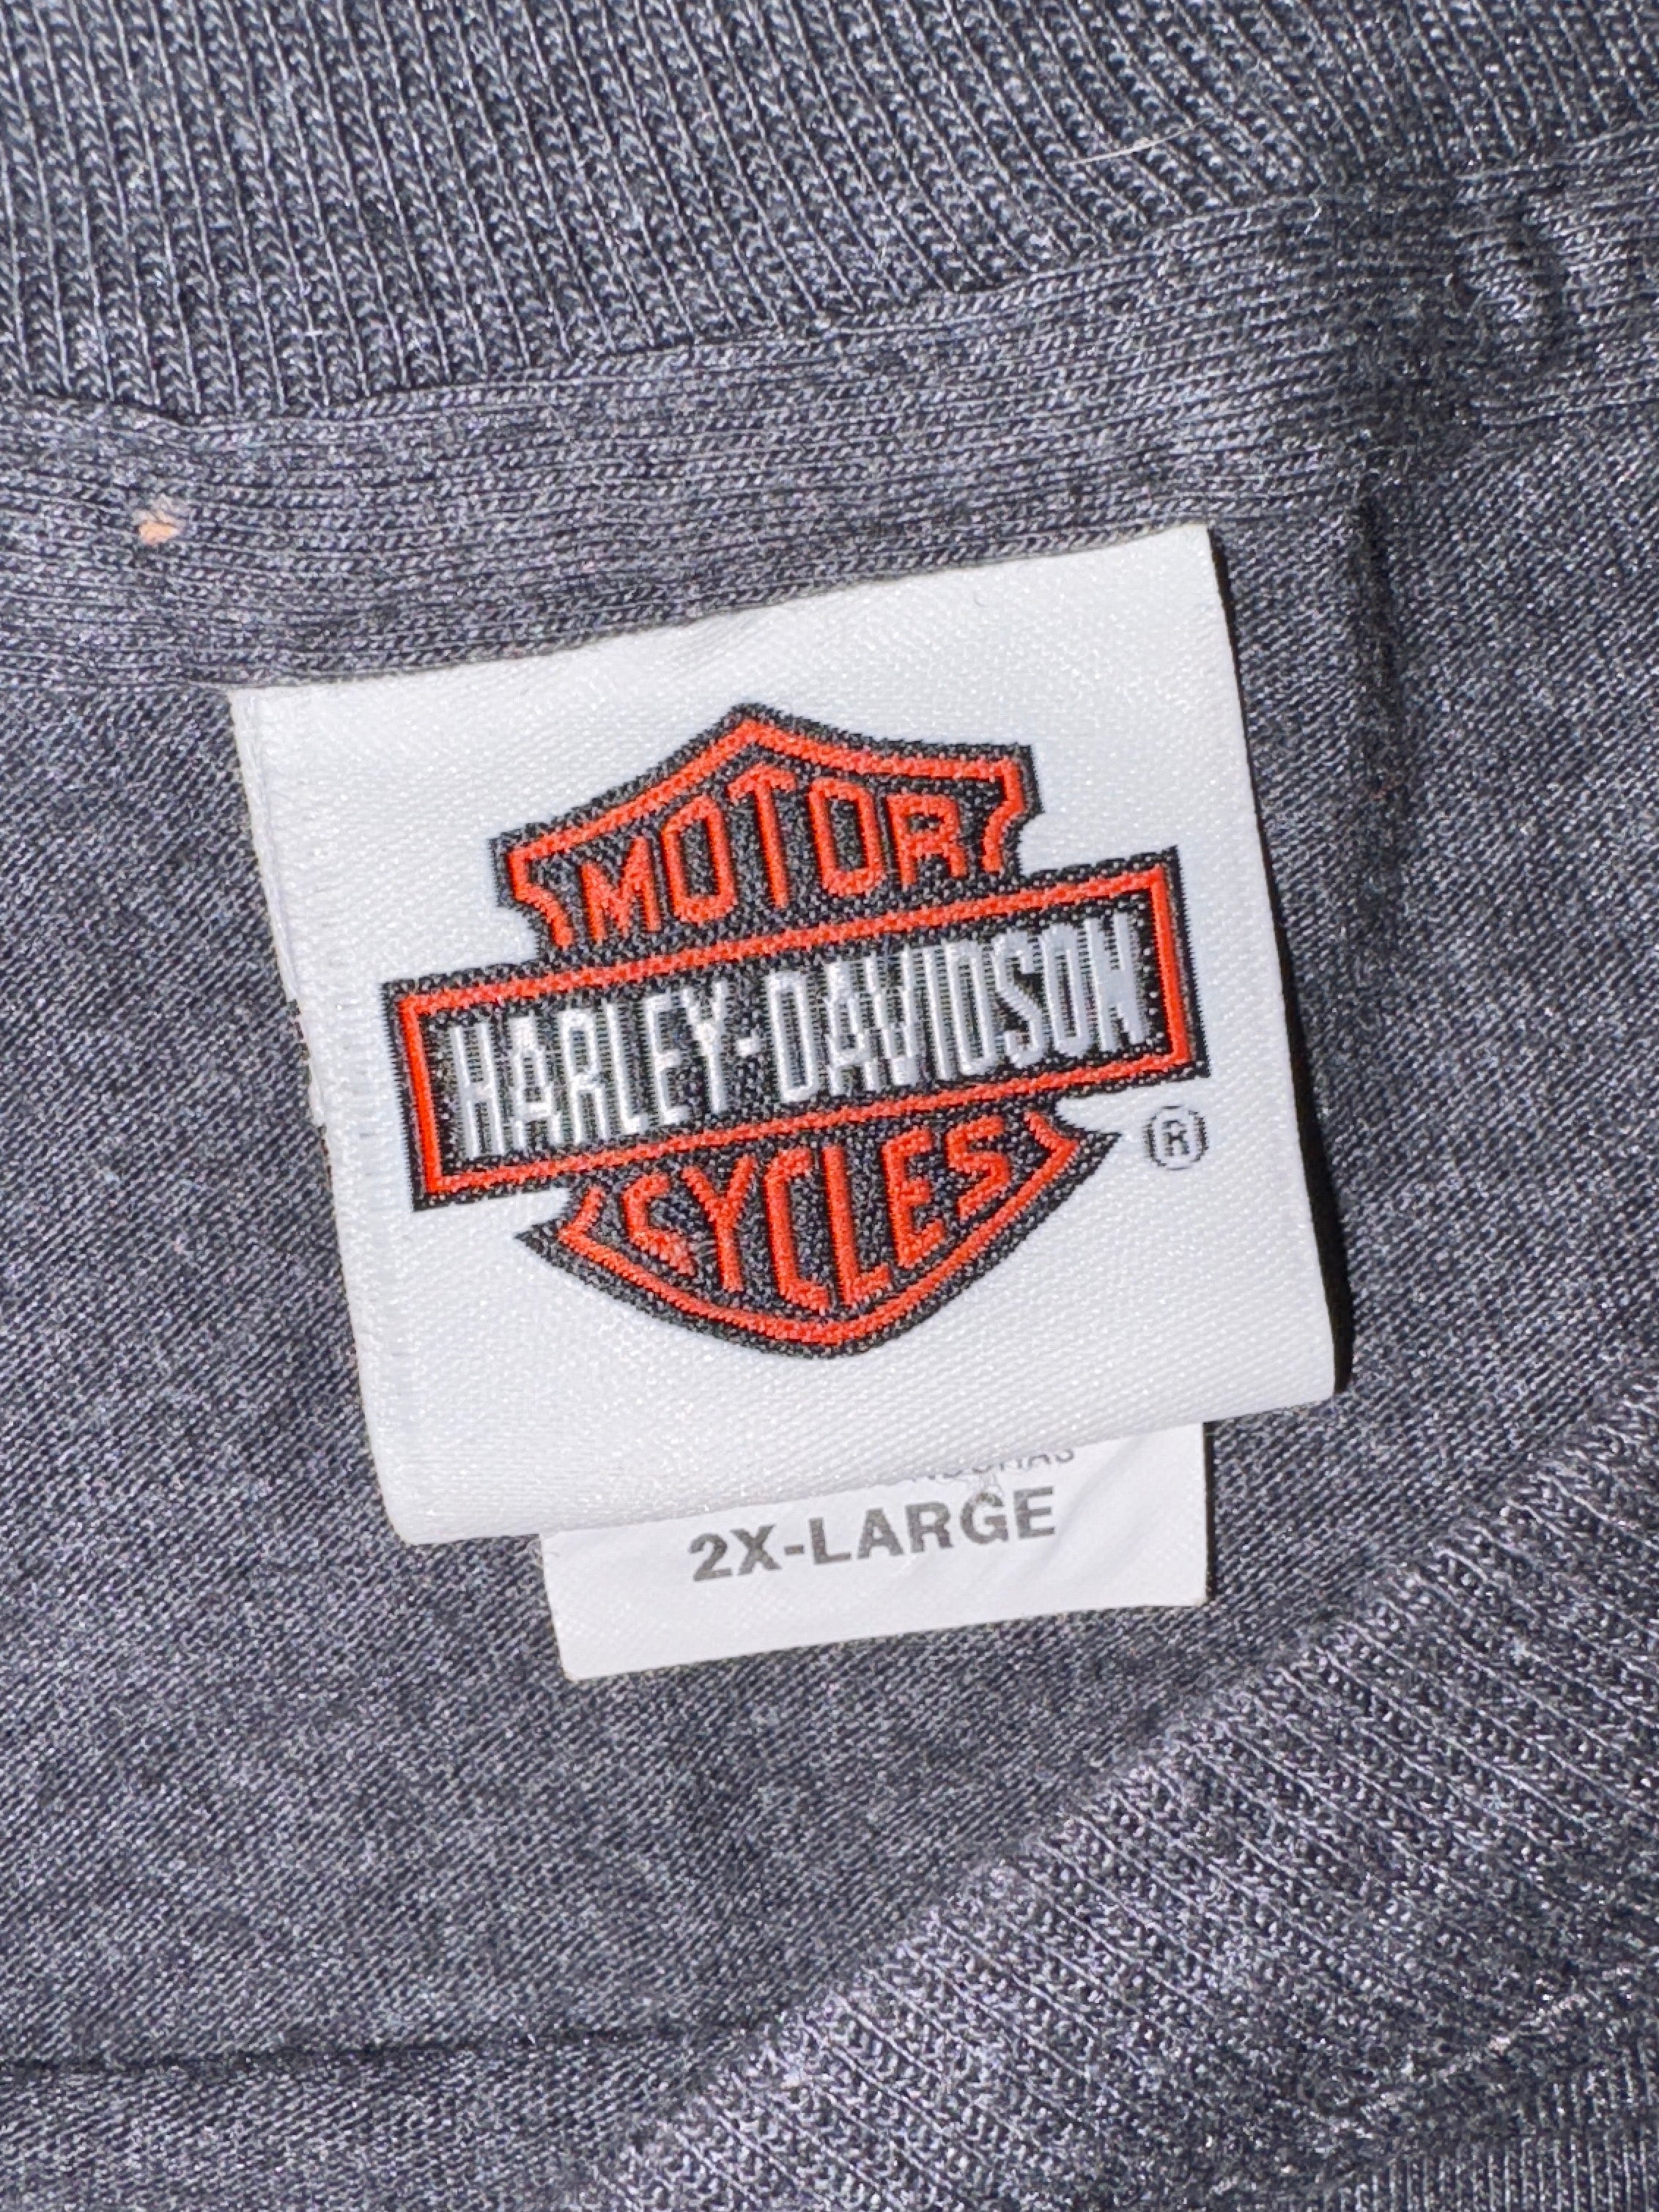 MOTOR
HARLEY-DAVIDSON
CYCLES
®
2X-LARGE